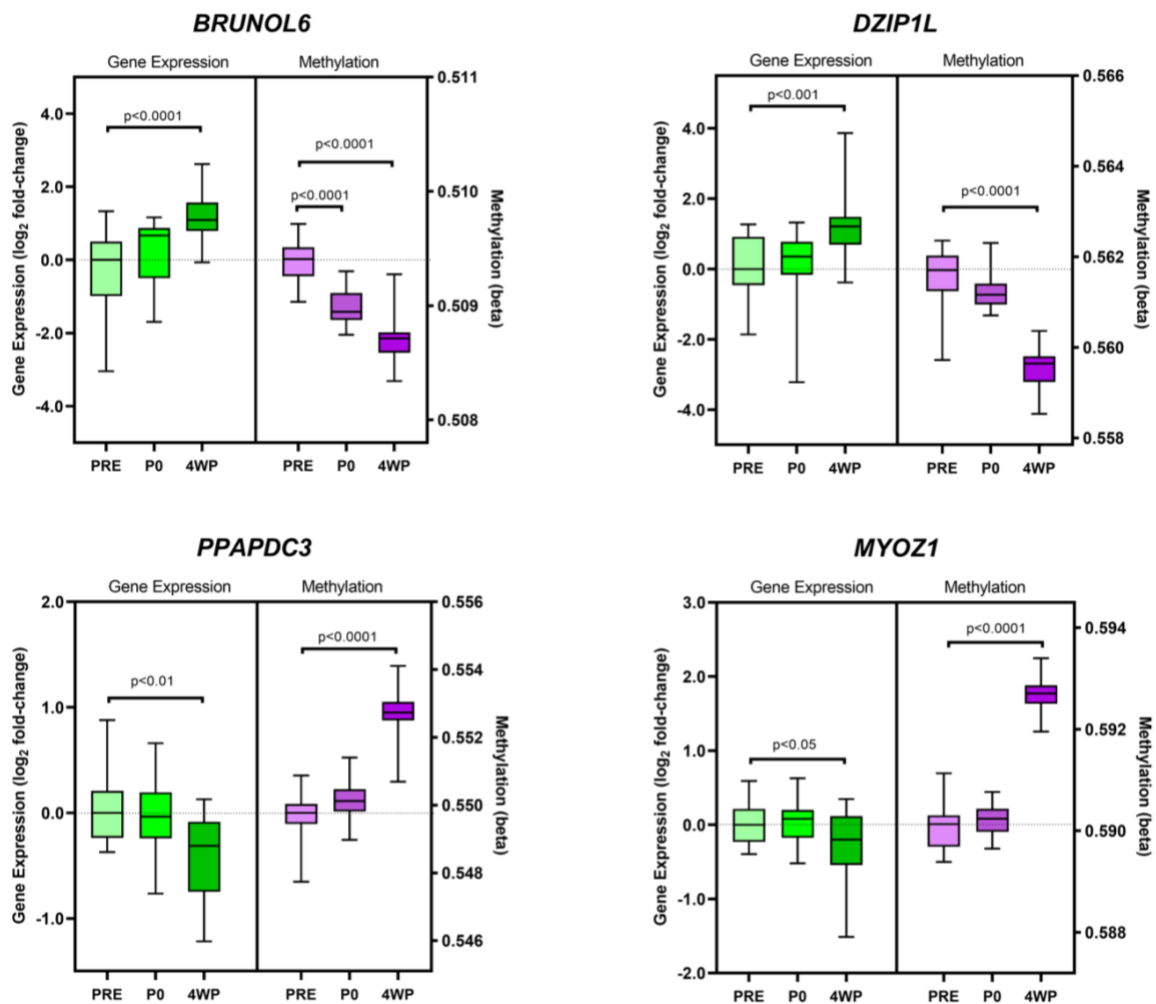 BRUNOL6
Gene Expression Methylation
Gene Expression (log2 fold-change)
4.0
2.0
0.0
-2.0
-4.0
p<0.0001
p<0.0001
p<0.0001
0.511
0.510
0.509
0.508
Methylation (beta)
PRE P0 4WP PRE P0 4WP
DZIP1L
Gene Expression Methylation
Gene Expression (log2 fold-change)
4.0
2.0
0.0
-2.0
-4.0
p<0.001
p<0.0001
0.566
0.564
0.562
0.560
0.558
Methylation (beta)
PRE P0 4WP PRE P0 4WP
PPAPDC3
Gene Expression Methylation
Gene Expression (log2 fold-change)
2.0
1.0
0.0
-1.0
p<0.01
p<0.0001
0.556
0.554
0.552
0.550
0.548
0.546
Methylation (beta)
PRE P0 4WP PRE P0 4WP
MYOZ1
Gene Expression Methylation
Gene Expression (log2 fold-change)
3.0
2.0
1.0
0.0
-1.0
-2.0
p<0.05
p<0.0001
0.594
0.592
0.590
0.588
Methylation (beta)
PRE P0 4WP PRE P0 4WP